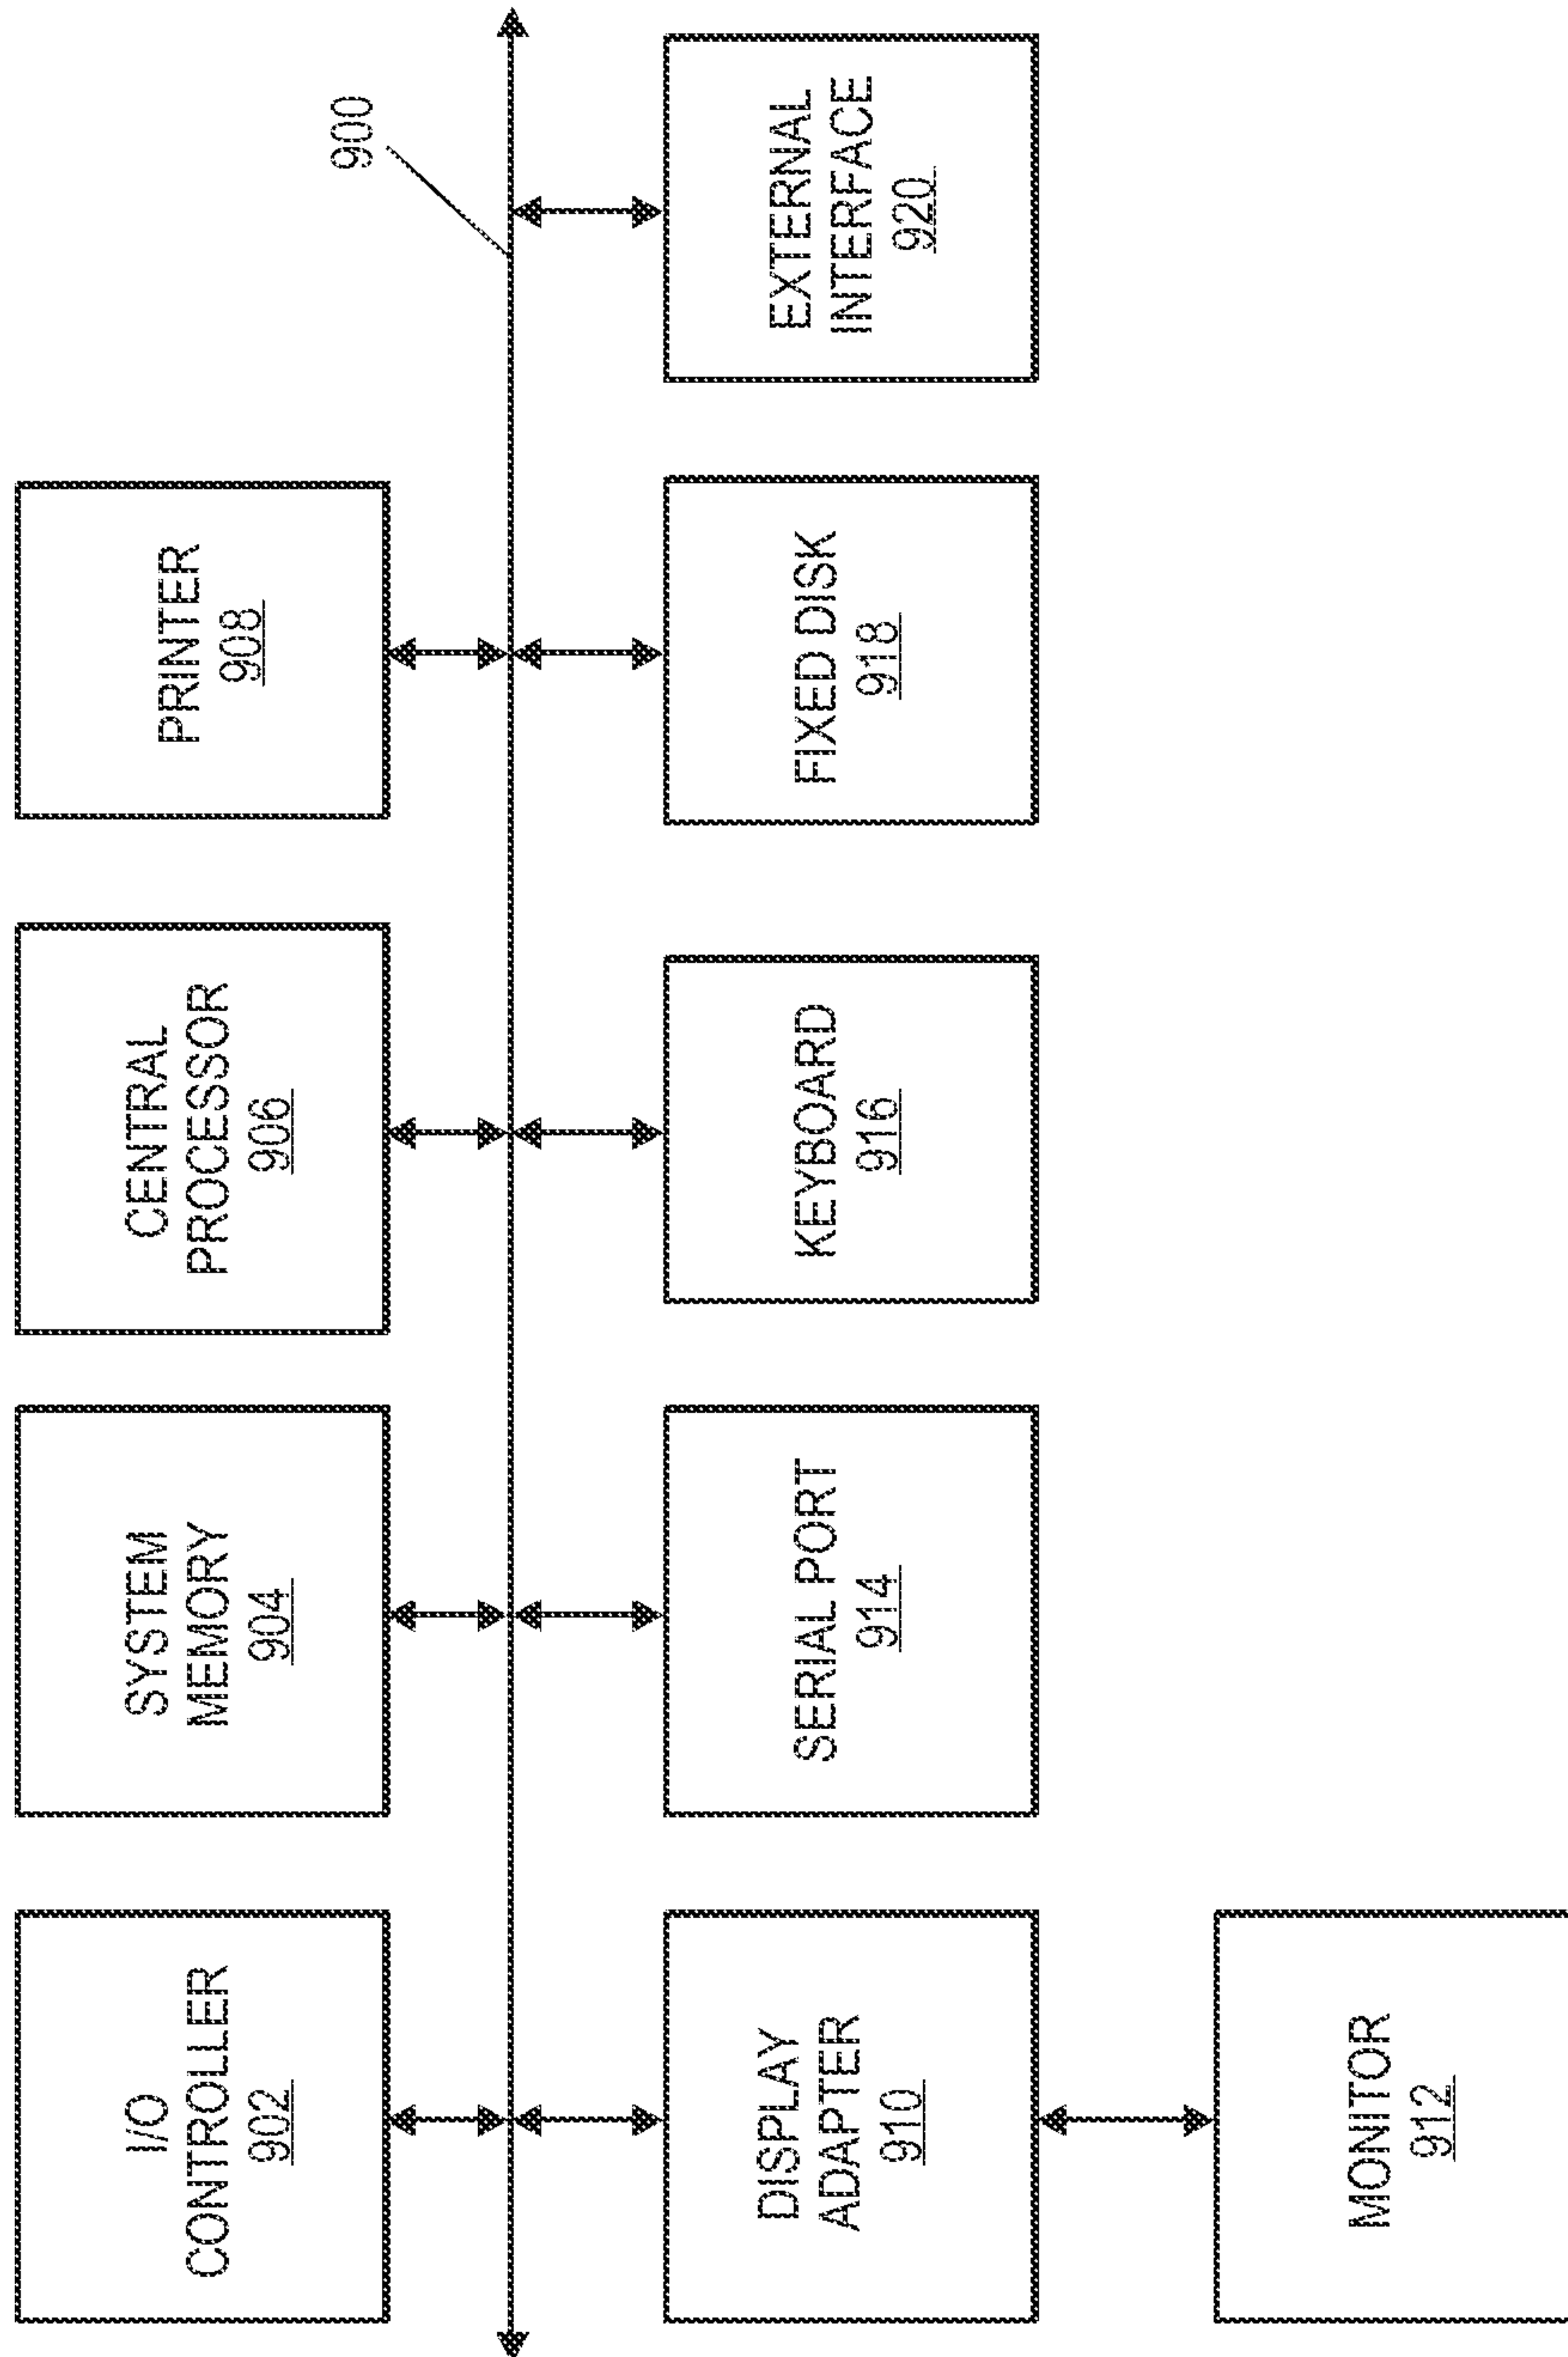 I/O
CONTROLLER
902
SYSTEM
MEMORY
904
CENTRAL
PROCESSOR
906
PRINTER
908
900
DISPLAY
ADAPTER
910
SERIAL PORT
914
KEYBOARD
916
FIXED DISK
918
EXTERNAL
INTERFACE
920
MONITOR
912